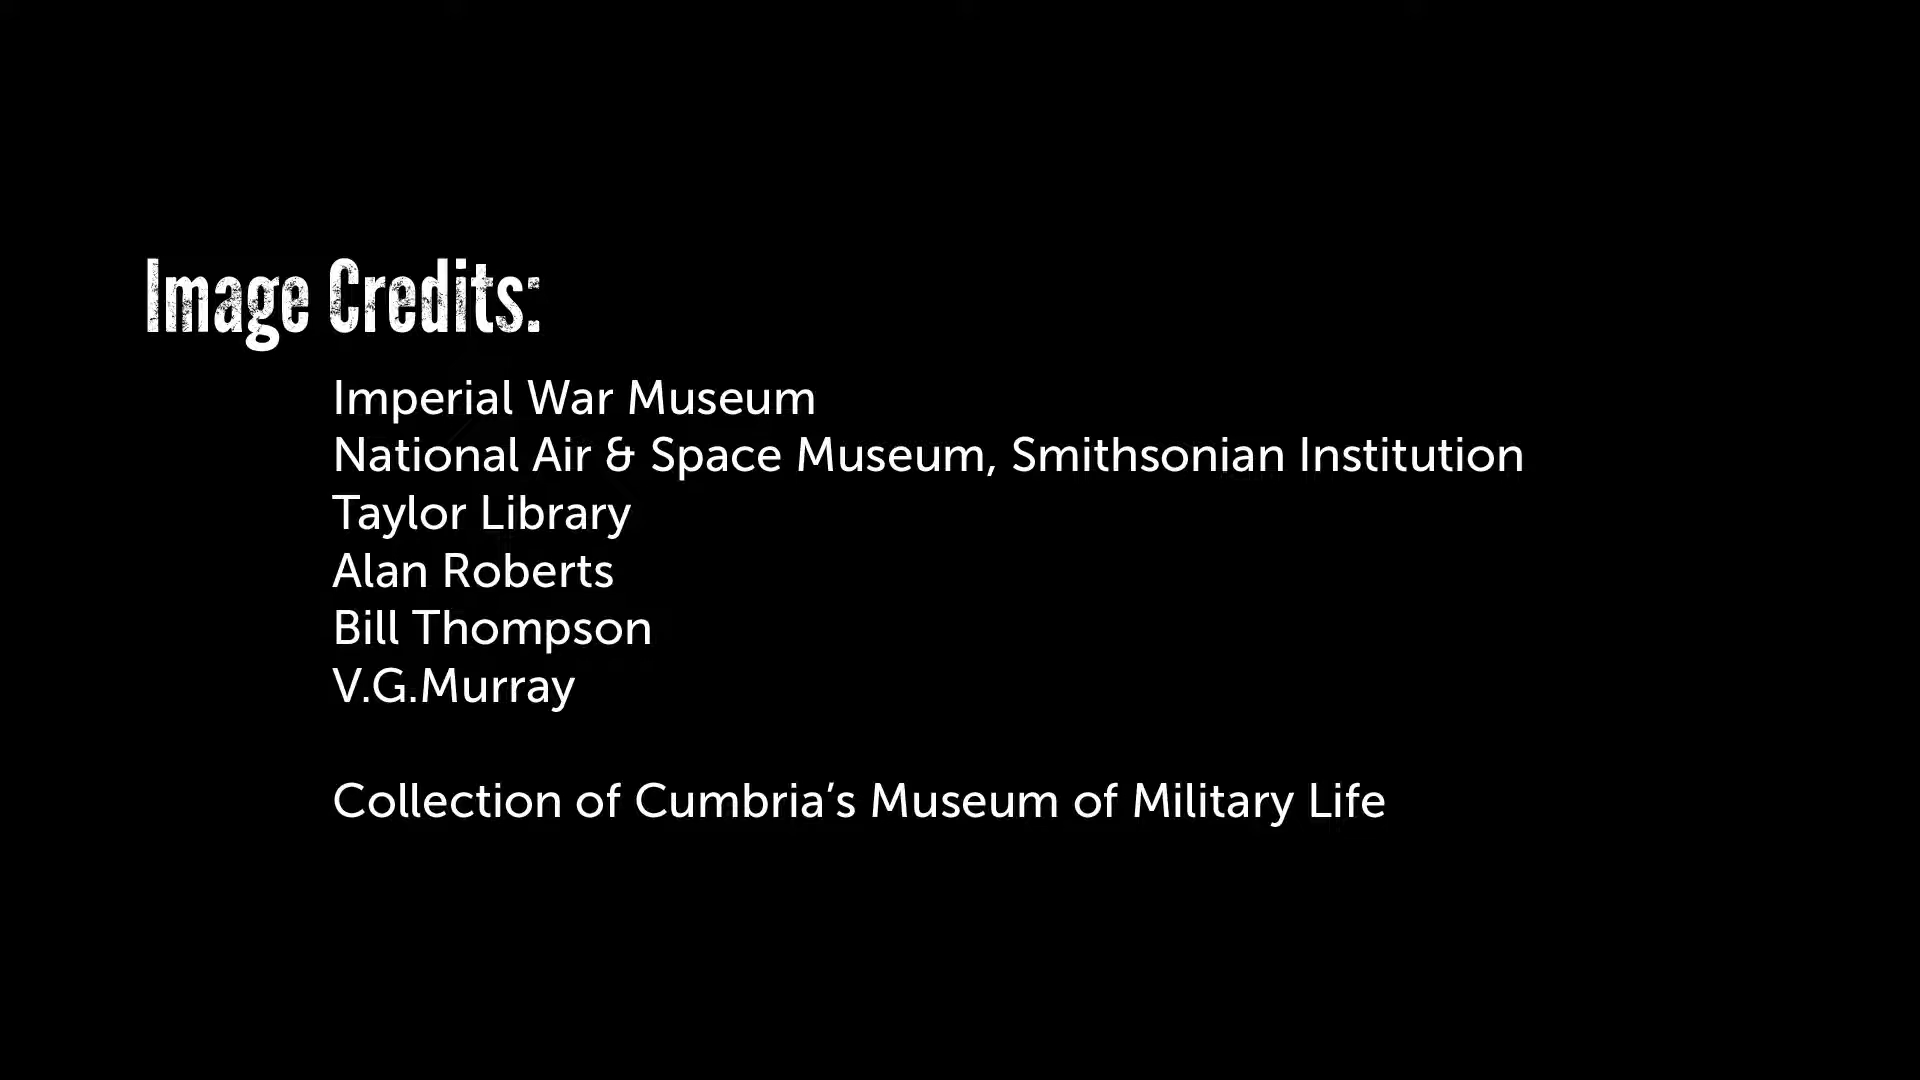 Image Credits:
Imperial War Museum
National Air & Space Museum, Smithsonian Institution
Taylor Library
Alan Roberts
Bill Thompson
V.G.Murray
Collection of Cumbria’s Museum of Military Life